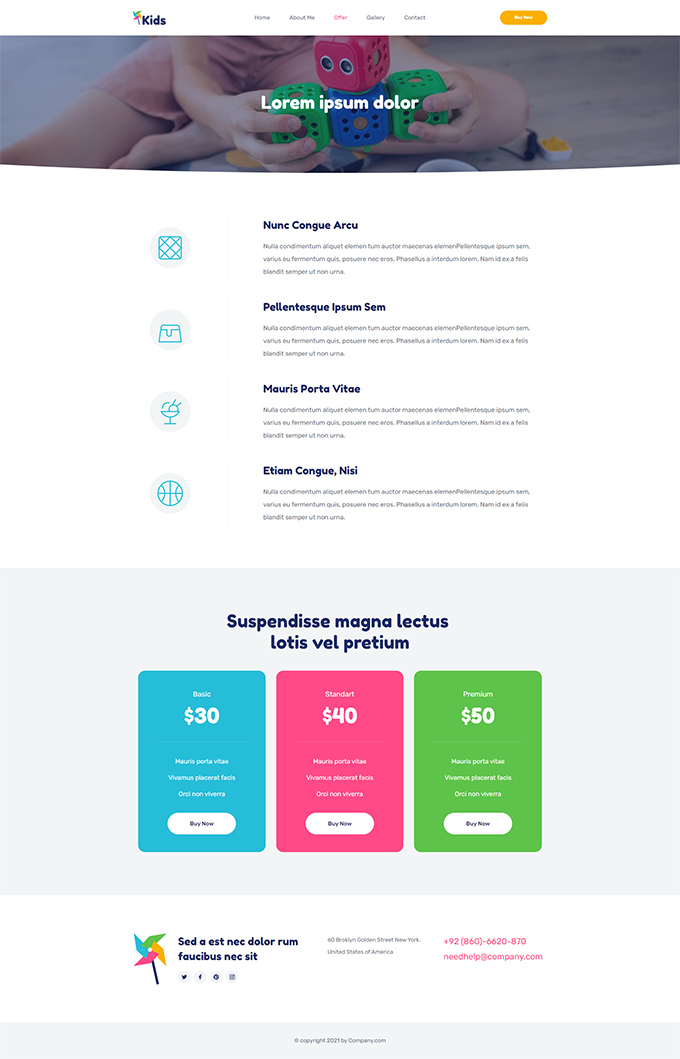 Kids
Home About Me Offer Gallery Contact
Buy Now
Lorem ipsum dolor
Nunc Congue Arcu
Nulla condimentum aliquet elemen tum auctor maecenas elemenPellentesque ipsum sem,
varius eu fermentum quis, posuere nec eros. Phasellus a interdum lorem. Nam id ex a felis
blandit semper ut non urna.
Pellentesque Ipsum Sem
Nulla condimentum aliquet elemen tum auctor maecenas elemenPellentesque ipsum sem,
varius eu fermentum quis, posuere nec eros. Phasellus a interdum lorem. Nam id ex a felis
blandit semper ut non urna.
Mauris Porta Vitae
Nulla condimentum aliquet elemen tum auctor maecenas elemenPellentesque ipsum sem,
varius eu fermentum quis, posuere nec eros. Phasellus a interdum lorem. Nam id ex a felis
blandit semper ut non urna.
Etiam Congue, Nisi
Nulla condimentum aliquet elemen tum auctor maecenas elemenPellentesque ipsum sem,
varius eu fermentum quis, posuere nec eros. Phasellus a interdum lorem. Nam id ex a felis
blandit semper ut non urna.
Suspendisse magna lectus
lotis vel pretium
Basic
$30
Mauris porta vitae
Vivamus placerat facis
Orci non viverra
Buy Now
Standart
$40
Mauris porta vitae
Vivamus placerat facis
Orci non viverra
Buy Now
Premium
$50
Mauris porta vitae
Vivamus placerat facis
Orci non viverra
Buy Now
Sed a est nec dolor rum
faucibus nec sit
60 Broklyn Golden Street New York,
United States of America
+92 (860)-6620-870
needhelp@company.com
© copyright 2021 by Company.com